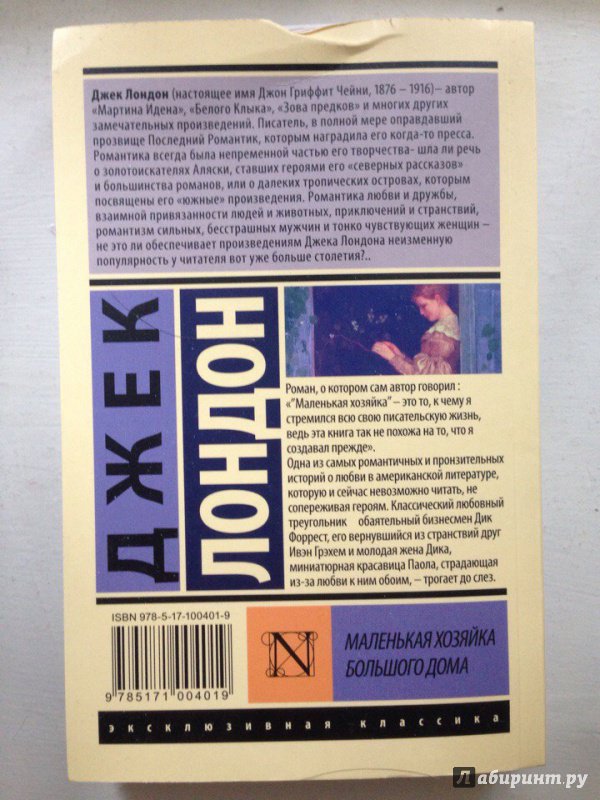 Джек Лондон (настоящее имя Джон Гриффит Чейни, 1876 – 1916)– автор
«Мартина Идена», «Белого Клыка», «Зова предков» и многих других
замечательных произведений. Писатель, в полной мере оправдавший
прозвище Последний Романтик, которым наградила его когда-то пресса.
Романтика всегда была непременной частью его творчества- шла ли речь
о золотоискателях Аляски, ставших героями его «северных рассказов»
и большинства романов, или о далеких тропических островах, которым
посвящены его «южные» произведения. Романтика любви и дружбы,
взаимной привязанности людей и животных, приключений и странствий,
романтизм сильных, бесстрашных мужчин и тонко чувствующих женщин –
не это ли обеспечивает произведениям Джека Лондона неизменную
популярность у читателя вот уже больше столетия?..
ДЖЕК
ЛОНДОН
Роман, о котором сам автор говорил :
«"Маленькая хозяйка" – это то, к чему я
стремился всю свою писательскую жизнь,
ведь эта книга так не похожа на то, что я
создавал прежде».
Одна из самых романтичных и пронзительных
историй о любви в американской литературе,
которую и сейчас невозможно читать, не
сопереживая героям. Классический любовный
треугольник обаятельный бизнесмен Дик
Форрест, его вернувшийся из странствий друг
Ивэн Грэхем и молодая жена Дика,
миниатюрная красавица Паола, страдающая
из-за любви к ним обоим, – трогает до слез.
ISBN 978-5-17-100401-9
9 785171 004019
N
МАЛЕНЬКАЯ ХОЗЯЙКА
БОЛЬШОГО ДОМА
эксклюзивная классика
Лабиринт.ру